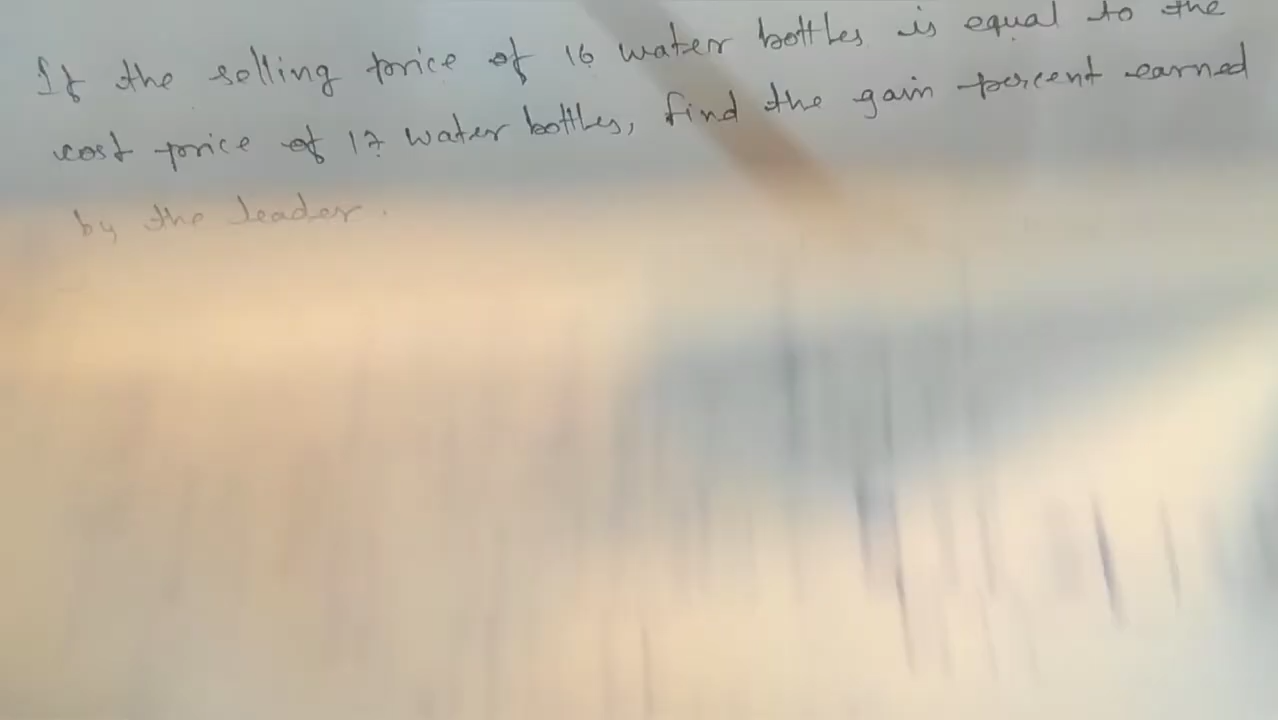 If the selling price of 16 water bottles is equal to the
cost price of 17 water bottles, find the gain percent earned
by the leader.